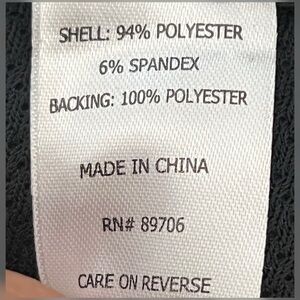 SHELL: 94% POLYESTER
6% SPANDEX
BACKING: 100% POLYESTER
MADE IN CHINA
RN# 89706
CARE ON REVERSE